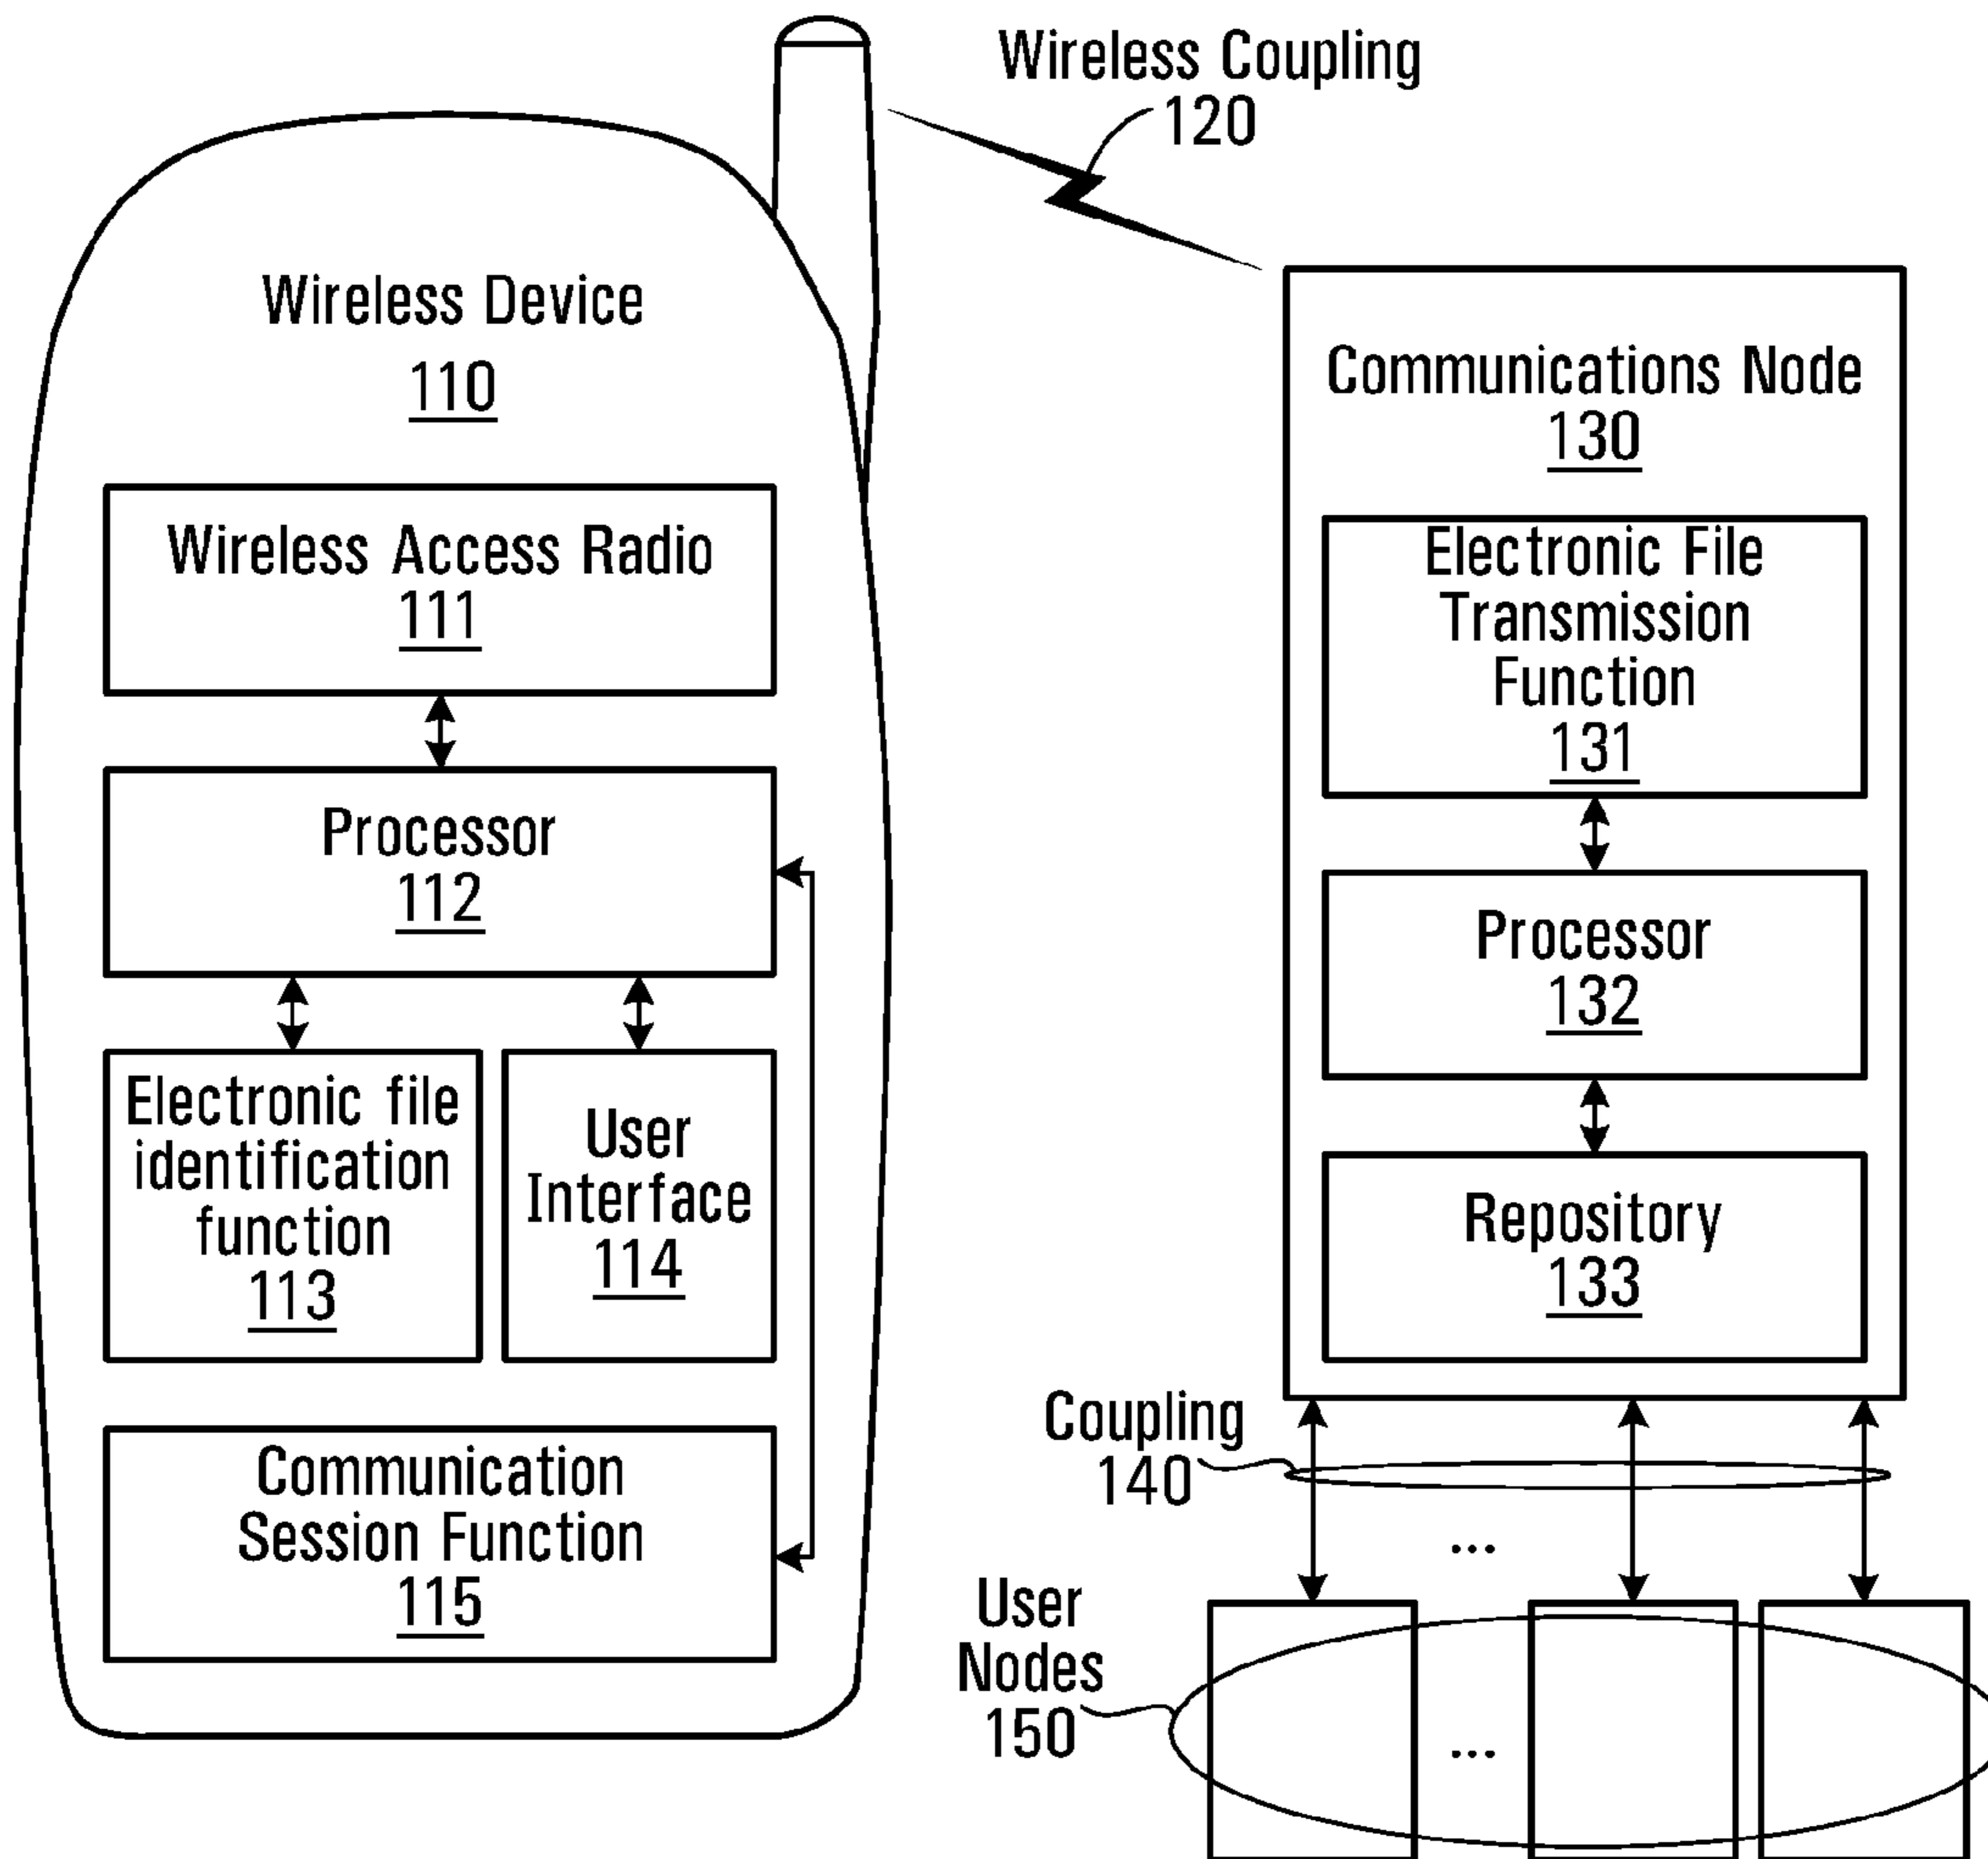 Wireless Coupling
120
Wireless Device
110
Wireless Access Radio
111
Processor
112
Electronic file
identification
function
113
User
Interface
114
Communication
Session Function
115
Communications Node
130
Electronic File
Transmission
Function
131
Processor
132
Repository
133
Coupling
140
...
User
Nodes
150
...